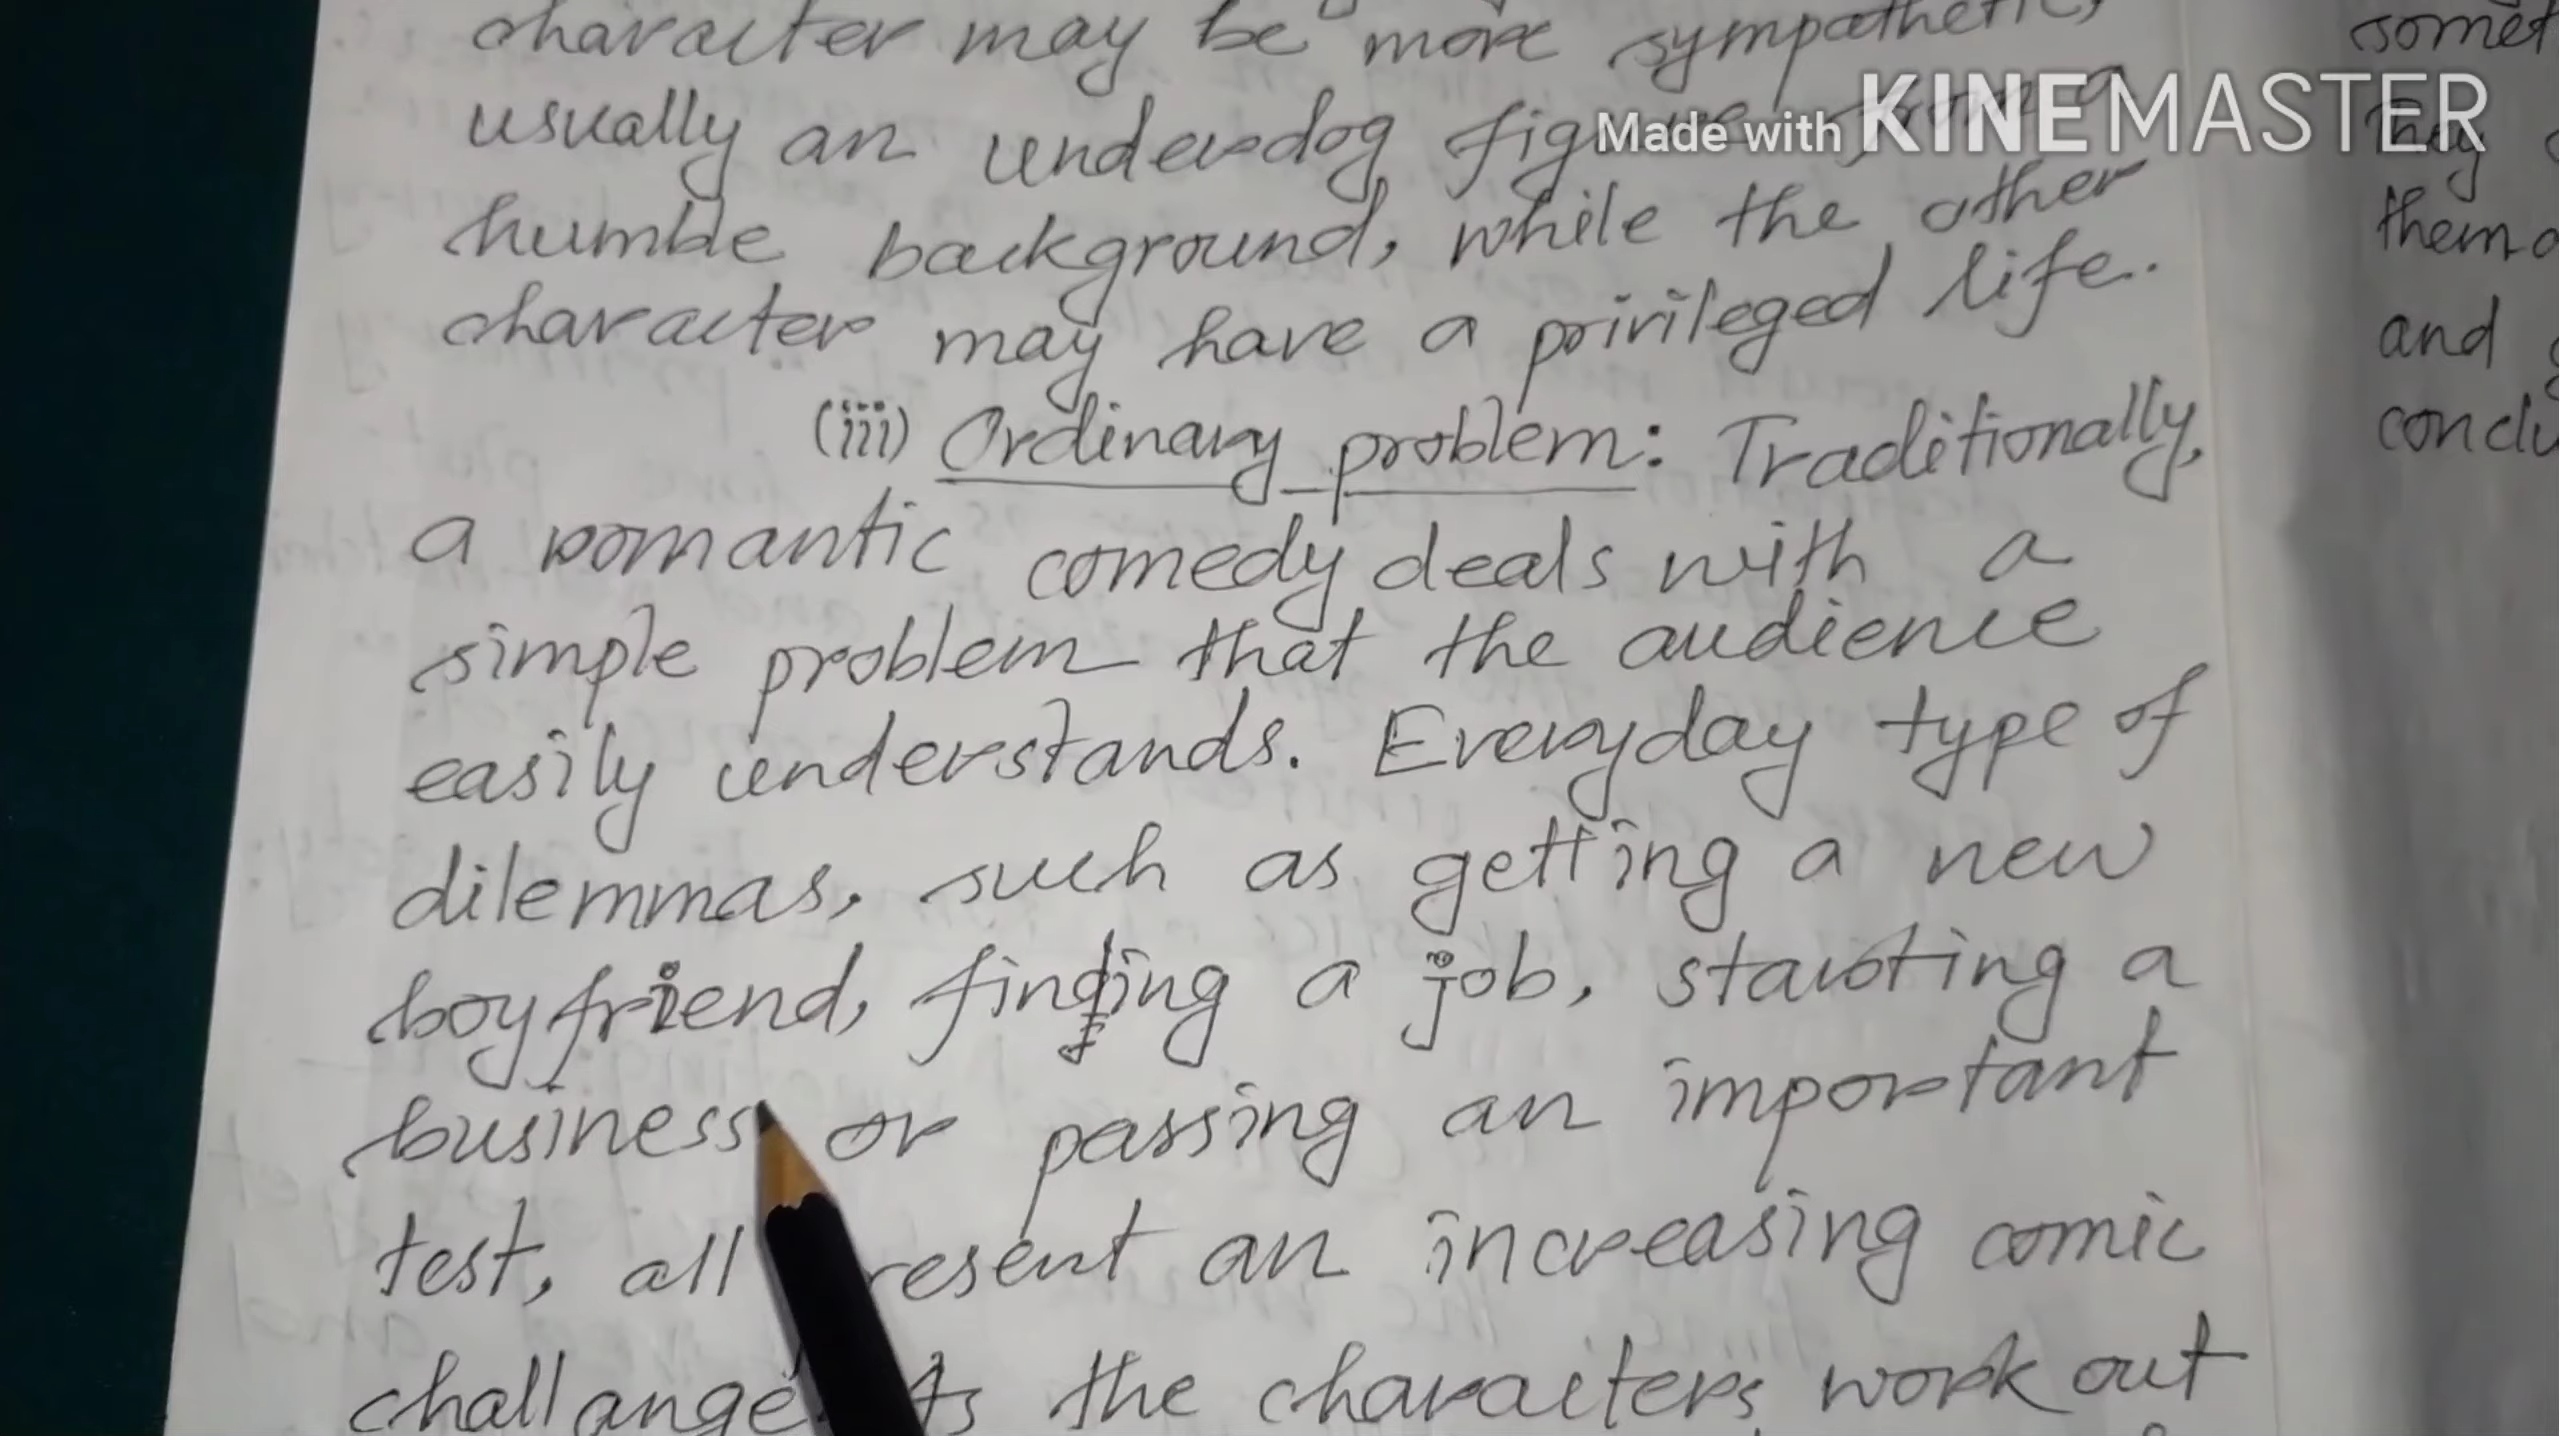 character may be more sympathetic,
usually an underdog figure from a
Made with KINEMASTER
humble background, while the other
character may have a privileged life.
(iii) Ordinary problem: Traditionally,
a romantic comedy deals with a
simple problem that the audience
easily understands. Everyday type of
dilemmas, such as getting a new
boyfriend, finding a job, starting a
business or passing an important
test, all present an increasing comic
challange. As the characters work out
somet
they
them
and
conclu